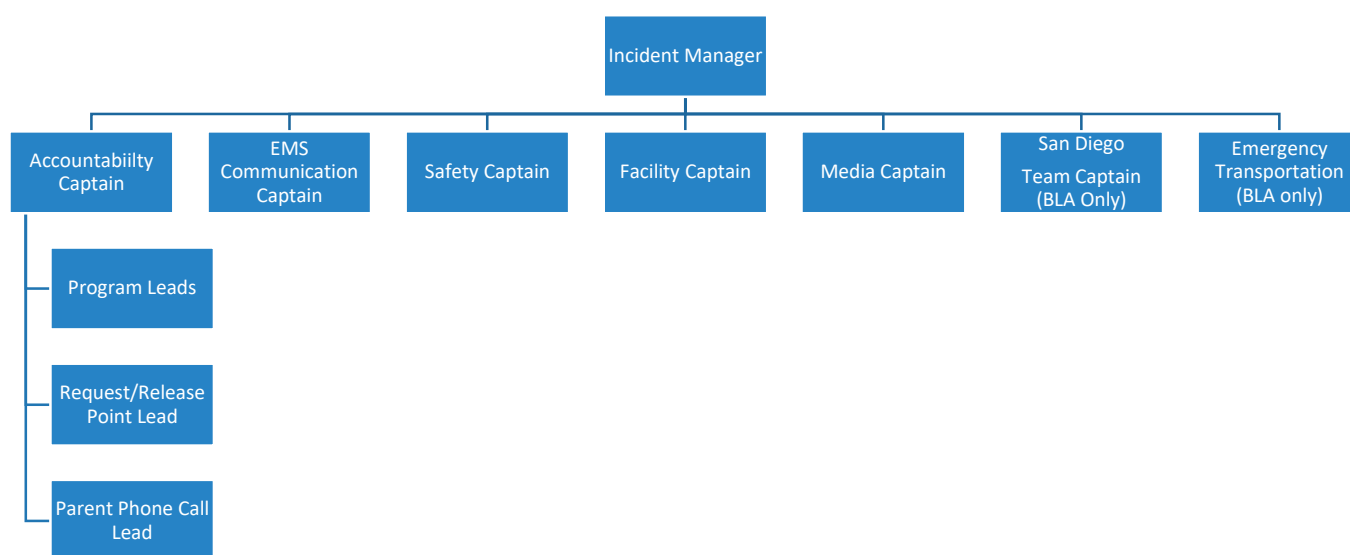 Incident Manager
Accountabiilty
Captain
EMS
Communication
Captain
Safety Captain
Facility Captain
Media Captain
San Diego
Team Captain
(BLA Only)
Emergency
Transportation
(BLA only)
Program Leads
Request/Release
Point Lead
Parent Phone Call
Lead